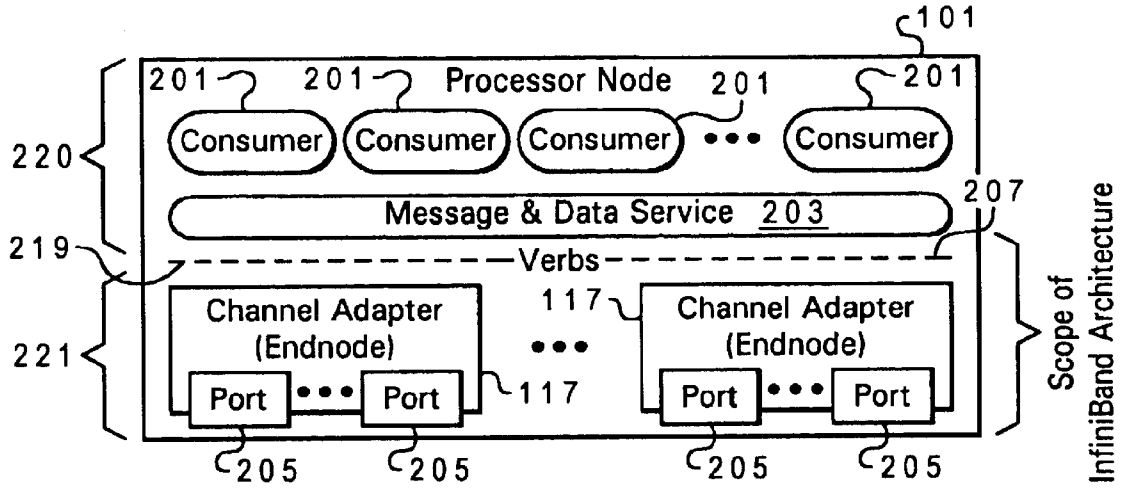 101
201 201 Processor Node 201 201
Consumer Consumer Consumer Consumer
220
Message & Data Service 203
207
219
Verbs
Channel Adapter
(Endnode)
117
Channel Adapter
(Endnode)
221
Port Port
117
Port Port
205 205 205 205
Scope of
InfiniBand Architecture